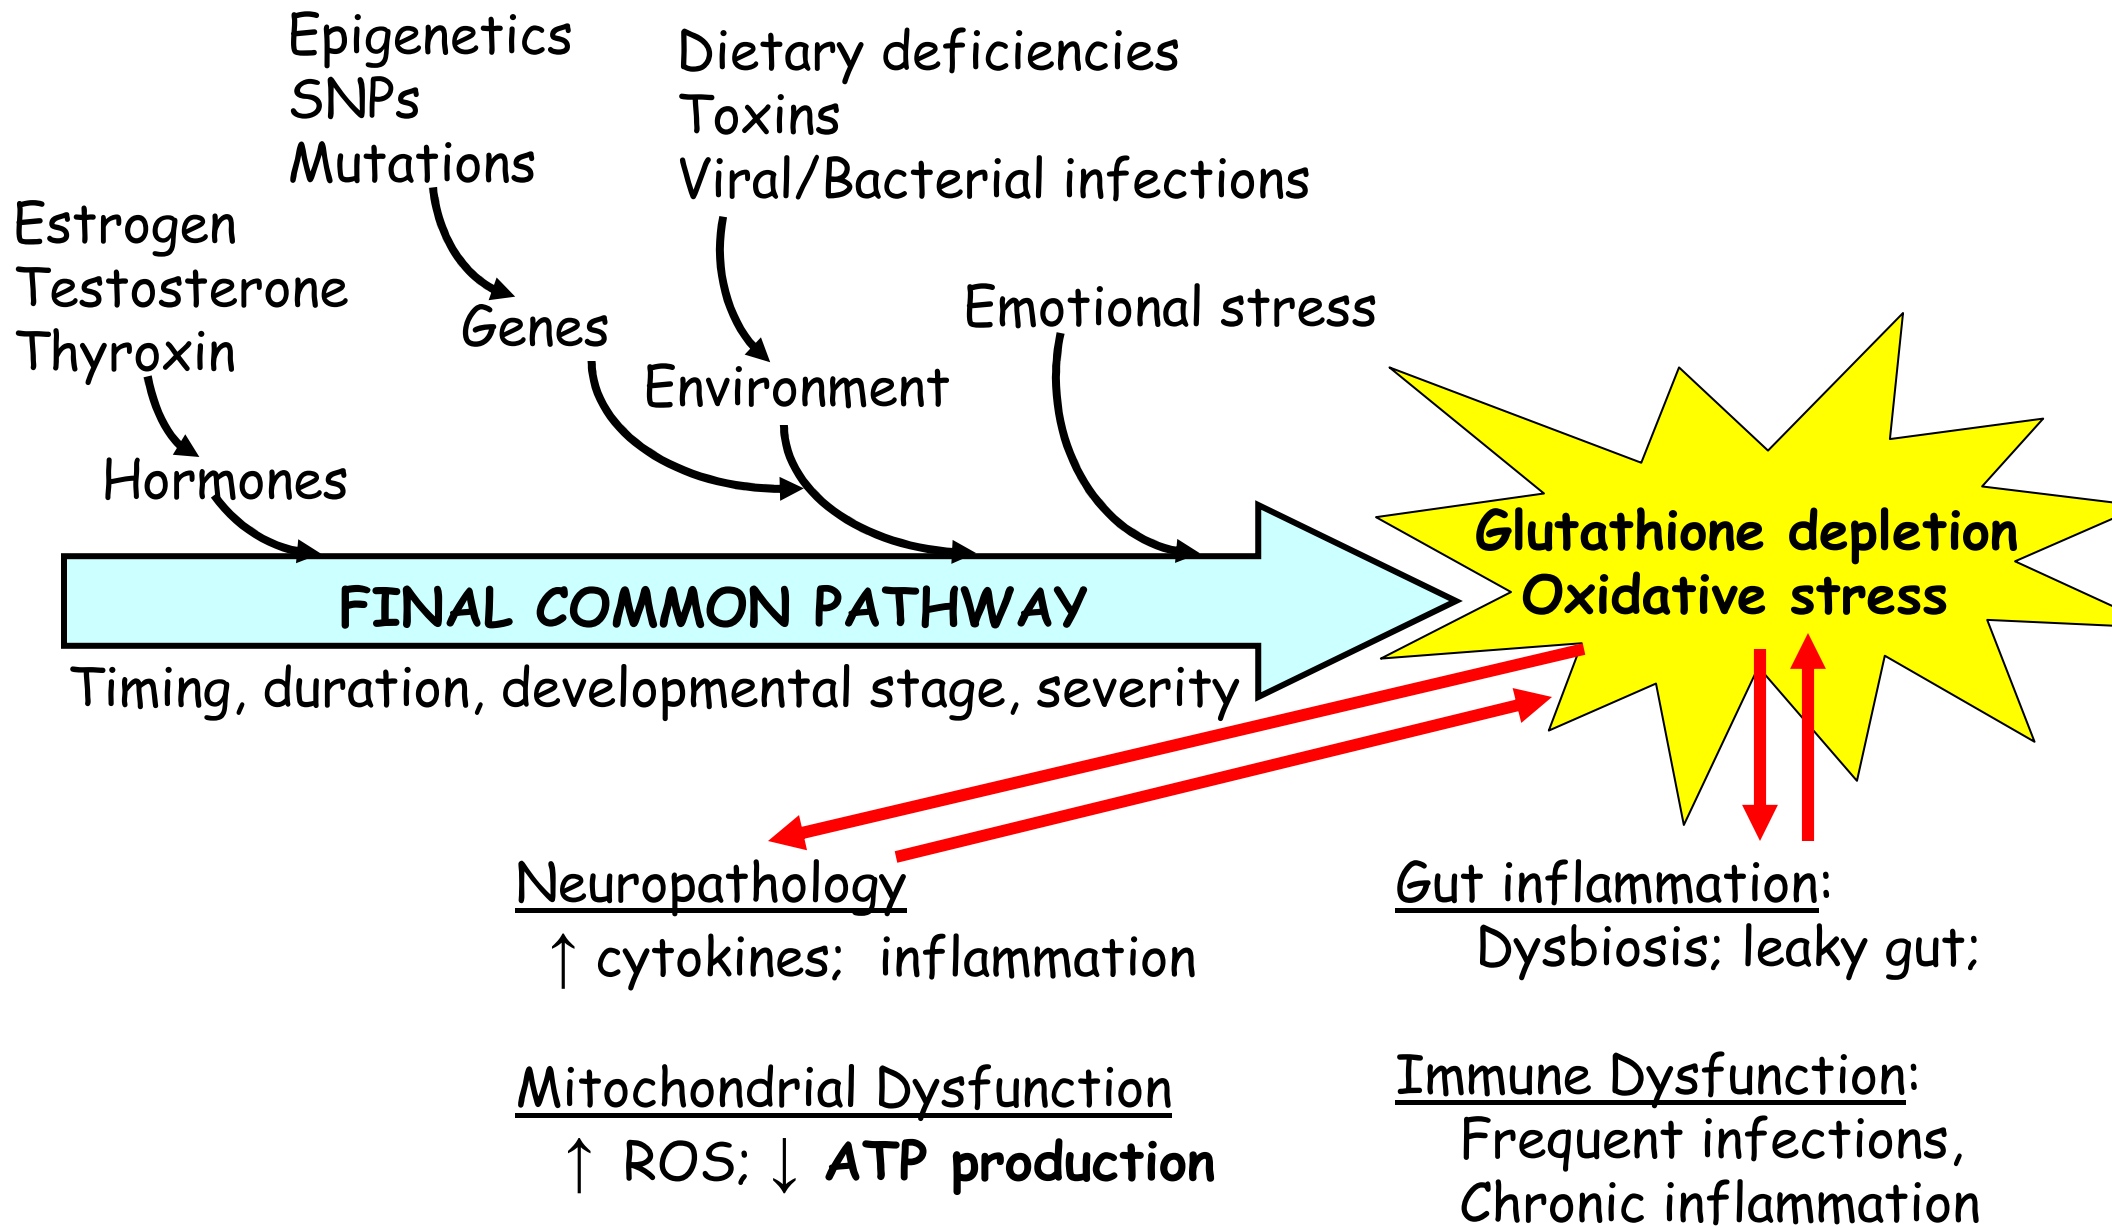 Epigenetics
SNPs
Mutations
Dietary deficiencies
Toxins
Viral/Bacterial infections
Estrogen
Testosterone
Thyroxin
Genes
Emotional stress
Environment
Hormones
Glutathione depletion
Oxidative stress
FINAL COMMON PATHWAY
Timing, duration, developmental stage, severity
Neuropathology
↑ cytokines; inflammation
Mitochondrial Dysfunction
↑ ROS; ↓ ATP production
Gut inflammation:
Dysbiosis; leaky gut;
Immune Dysfunction:
Frequent infections,
Chronic inflammation